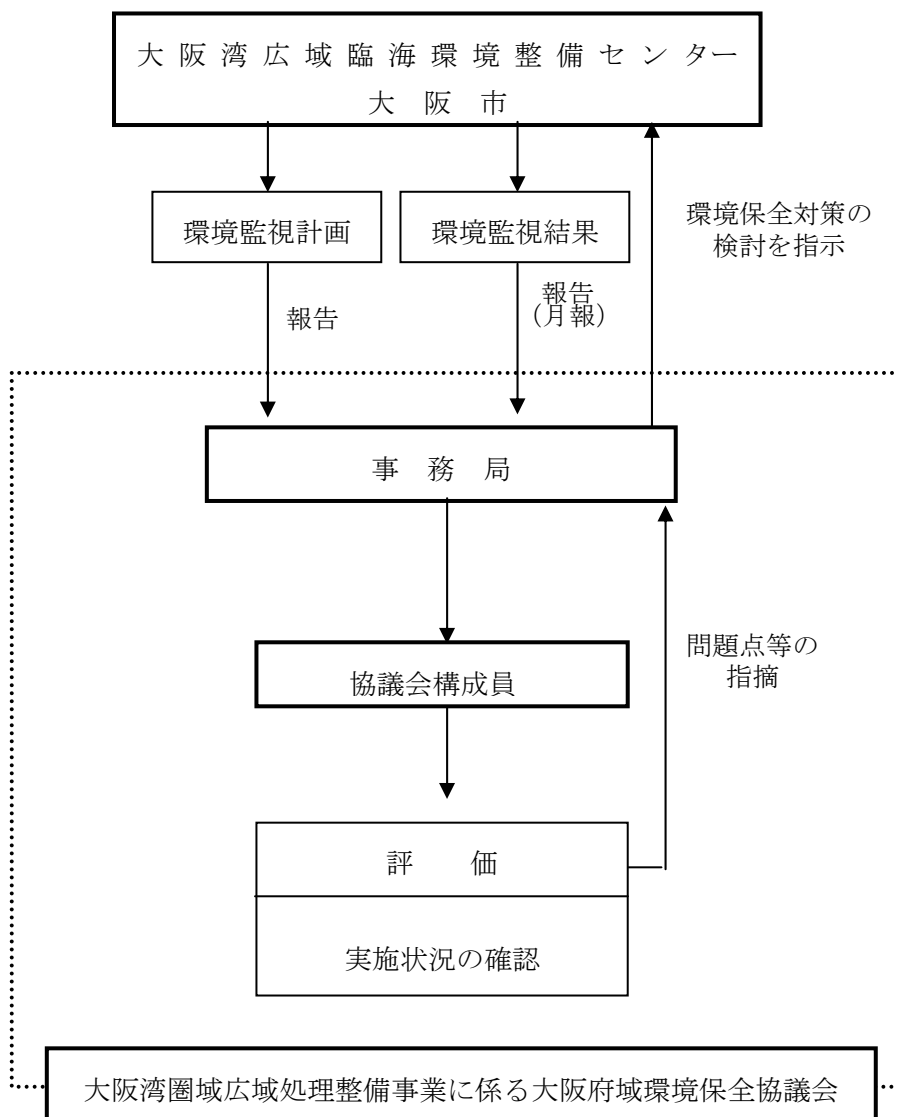 大阪湾広域臨海環境整備センター
大阪市
環境監視計画
環境監視結果
環境保全対策の
検討を指示
報告
報告
（月報）
事務局
協議会構成員
問題点等の
指摘
評価
実施状況の確認
大阪湾圏域広域処理整備事業に係る大阪府域環境保全協議会